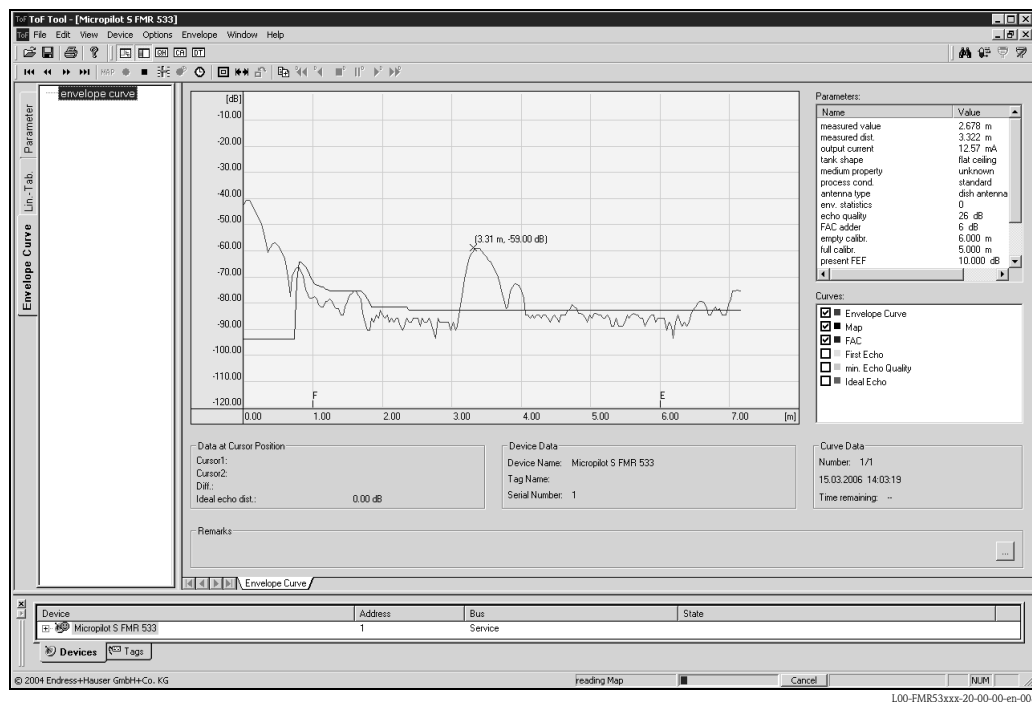 ToF Tool - [Micropilot S FMR 533]
File Edit View Device Options Envelope Window Help
MAP
Parameter
Lin.-Tab.
Envelope Curve
envelope curve
[dB]
-10.00
-20.00
-30.00
-40.00
-50.00
-60.00
-70.00
-80.00
-90.00
-100.00
-110.00
-120.00
(3.31 m, -59.00 dB)
F
E
0.00 1.00 2.00 3.00 4.00 5.00 6.00 7.00 [m]
Parameters:
Name Value
measured value 2.678 m
measured dist. 3.322 m
output current 12.57 mA
tank shape flat ceiling
medium property unknown
process cond. standard
antenna type dish antenna
env. statistics 0
echo quality 26 dB
FAC adder 6 dB
empty calibr. 6.000 m
full calibr. 5.000 m
present FEF 10.000 dB
Curves:
Envelope Curve
Map
FAC
First Echo
min. Echo Quality
Ideal Echo
Data at Cursor Position
Cursor1:
Cursor2:
Diff.:
Ideal echo dist.: 0.00 dB
Device Data
Device Name: Micropilot S FMR 533
Tag Name:
Serial Number: 1
Curve Data
Number: 1/1
15.03.2006 14:03:19
Time remaining: --
Remarks
...
Envelope Curve
Device Address Bus State
Micropilot S FMR 533 1 Service
Devices Tags
© 2004 Endress+Hauser GmbH+Co. KG reading Map Cancel NUM
L00-FMR53xxx-20-00-00-en-00